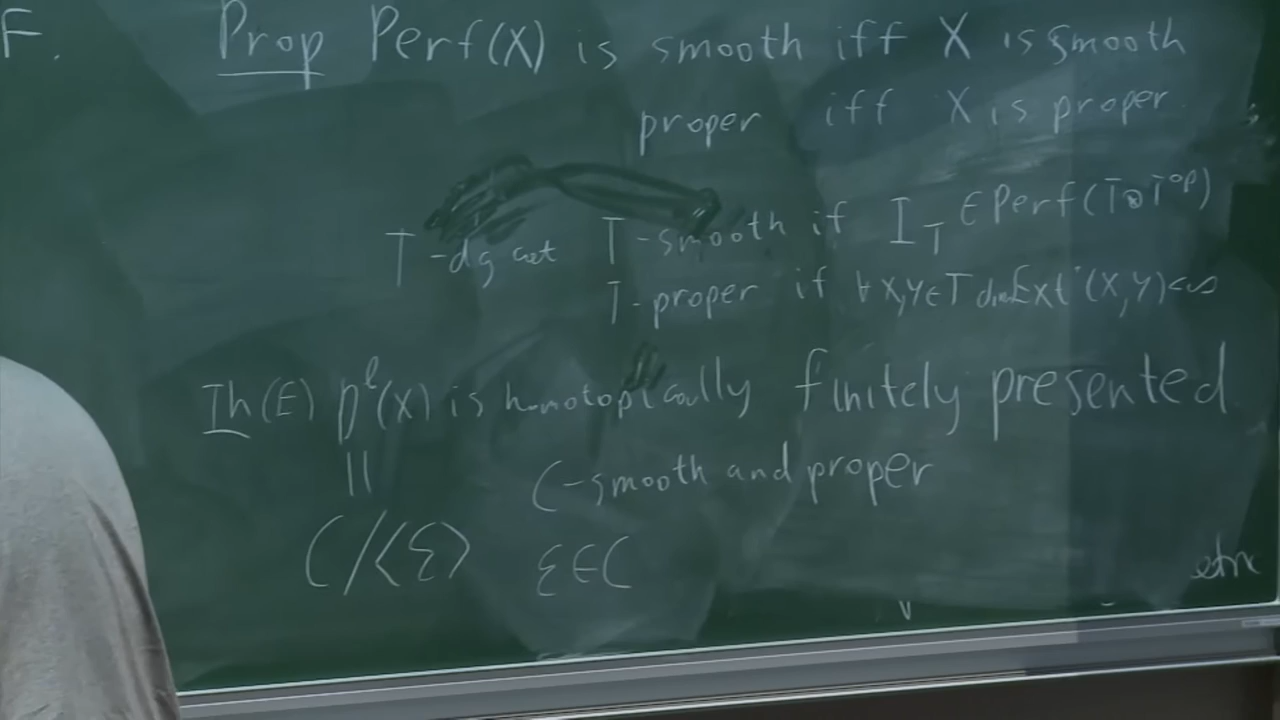 F. Prop Perf(X) is smooth iff X is smooth
proper iff X is proper
T-dg cat T-smooth if I_T ∈ Perf(T⊗T^op)
T-proper if ∀X,Y∈T dim Ext^•(X,Y)<∞
Th(E) D^b(X) is homotopically finitely presented
|| C-smooth and proper
C/<ξ> ξ∈C